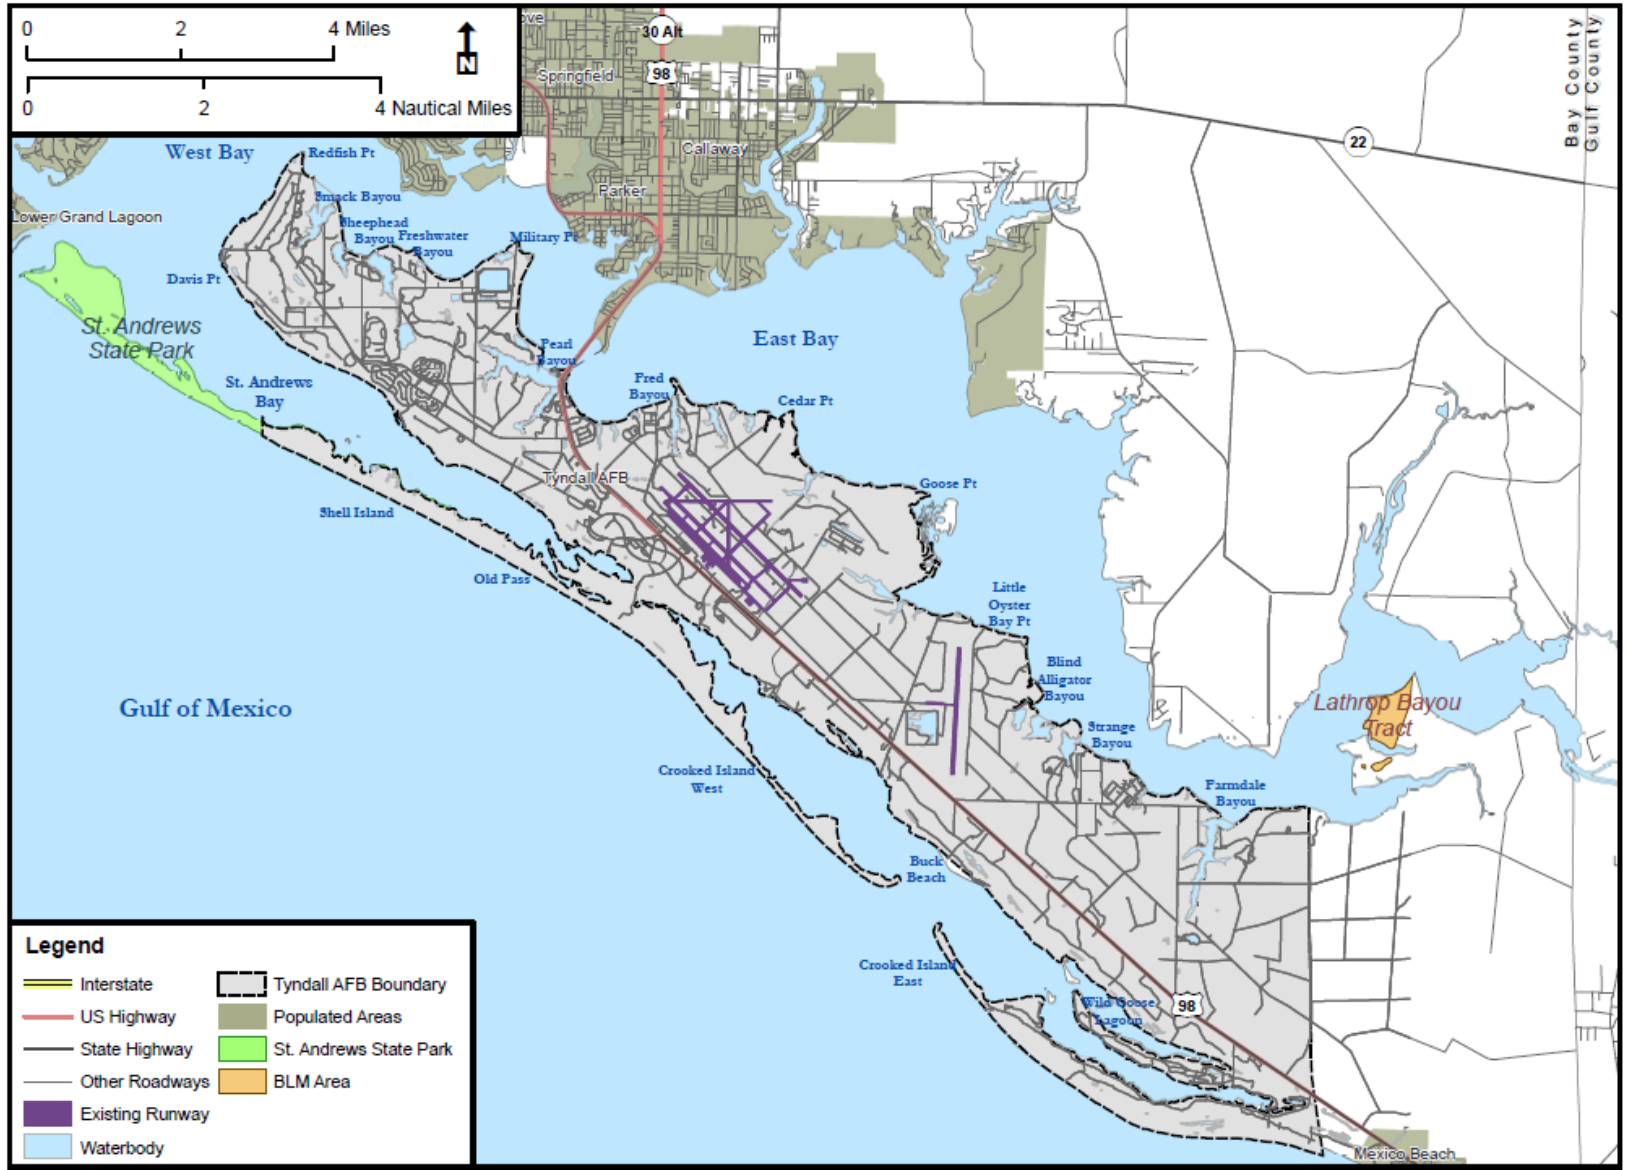 0 2 4 Miles
N
0 2 4 Nautical Miles
ove
30 Alt
98
Springfield
Callaway
Parker
22
Bay County
Gulf County
West Bay
Redfish Pt
Smack Bayou
Lower Grand Lagoon
Sheephead
Bayou
Freshwater
Bayou
Military Pt
Davis Pt
St. Andrews
State Park
East Bay
Pearl
Bayou
St. Andrews
Bay
Fred
Bayou
Cedar Pt
Tyndall AFB
Goose Pt
Shell Island
Old Pass
Little
Oyster
Bay Pt
Blind
Alligator
Bayou
Gulf of Mexico
Lathrop Bayou
Tract
Strange
Bayou
Crooked Island
West
Farmdale
Bayou
Buck
Beach
Crooked Island
East
Wild Goose
Lagoon
98
Mexico Beach
Legend
Interstate
US Highway
State Highway
Other Roadways
Existing Runway
Waterbody
Tyndall AFB Boundary
Populated Areas
St. Andrews State Park
BLM Area